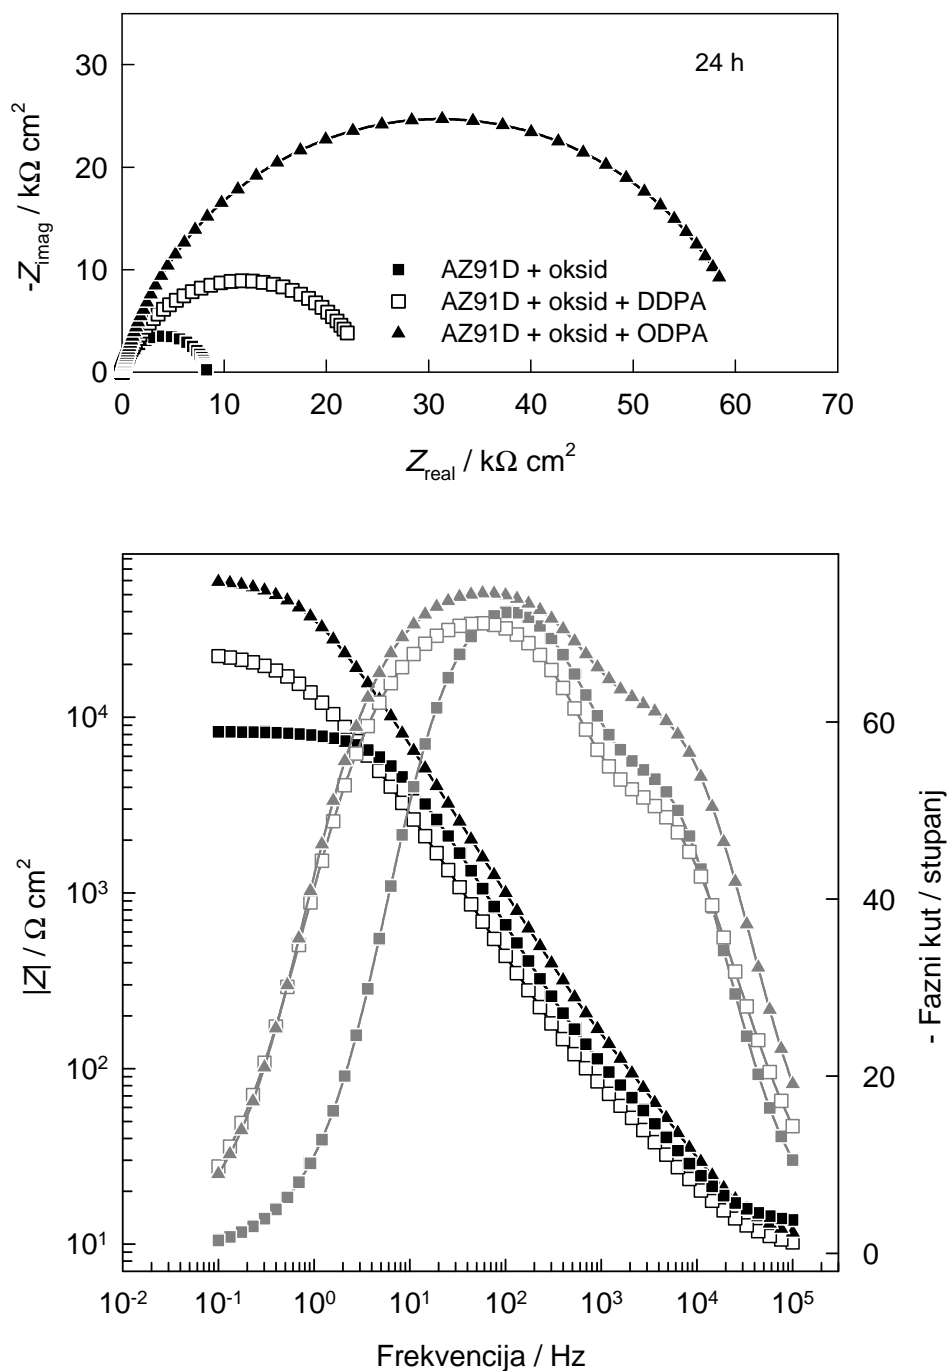 24 h
30
20
10
0
-Zimag / kΩ cm²
AZ91D + oksid
AZ91D + oksid + DDPA
AZ91D + oksid + ODPA
0 10 20 30 40 50 60 70
Zreal / kΩ cm²
10⁴
10³
10²
10¹
|Z| / Ω cm²
60
40
20
0
- Fazni kut / stupanj
10⁻² 10⁻¹ 10⁰ 10¹ 10² 10³ 10⁴ 10⁵
Frekvencija / Hz